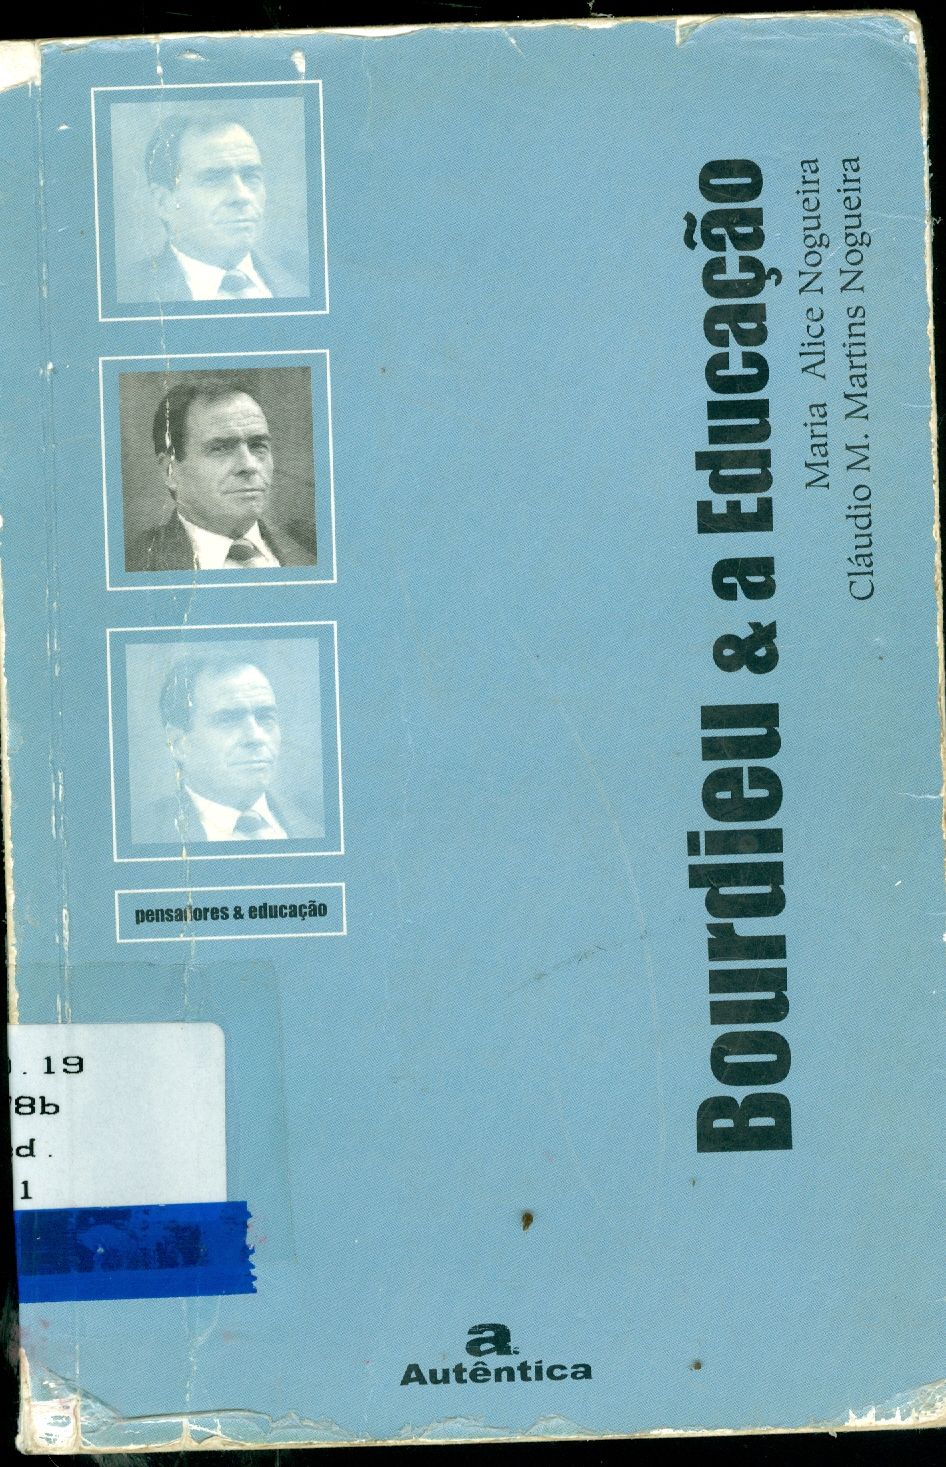 Bourdieu & a Educação
Maria Alice Nogueira
Cláudio M. Martins Nogueira
pensadores & educação
.19
8b
d.
1
a.
Autêntica